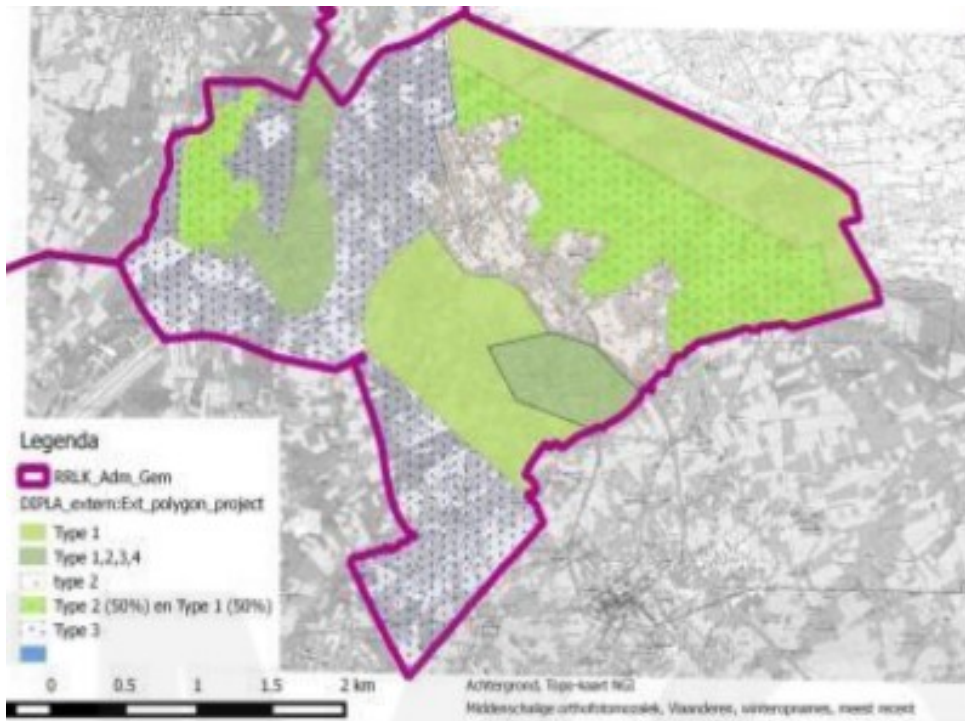 Legenda
RRLK_Adm_Gem
DIPLA_extern:Ext_polygon_project
Type 1
Type 1,2,3,4
type 2
Type 2 (50%) en Type 1 (50%)
Type 3
0 0.5 1 1.5 2 km
Achtergrond, Topo-kaart NGI
Middenschalige orthofotomozaïek, Vlaanderen, winteropnames, meest recent